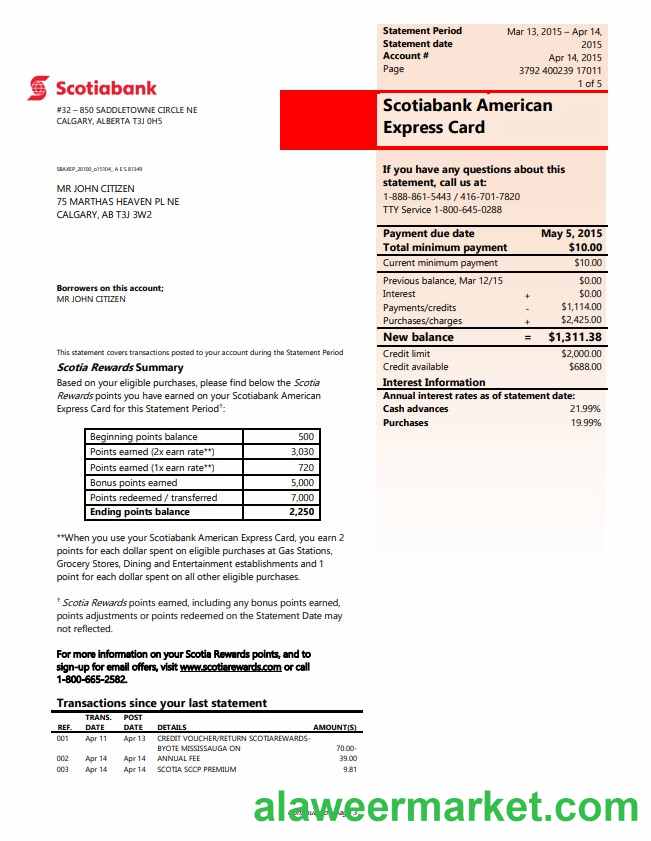 Scotiabank
#32 – 850 SADDLETOWNE CIRCLE NE
CALGARY, ALBERTA T3J 0H5
Statement Period Mar 13, 2015 – Apr 14, 2015
Statement date Apr 14, 2015
Account # 3792 400239 17011
Page 1 of 5
Scotiabank American
Express Card
MR JOHN CITIZEN
75 MARTHAS HEAVEN PL NE
CALGARY, AB T3J 3W2
If you have any questions about this
statement, call us at:
1-888-861-5443 / 416-701-7820
TTY Service 1-800-645-0288
Payment due date May 5, 2015
Total minimum payment $10.00
Current minimum payment $10.00
Previous balance, Mar 12/15 $0.00
Interest + $0.00
Payments/credits - $1,114.00
Purchases/charges + $2,425.00
New balance = $1,311.38
Credit limit $2,000.00
Credit available $688.00
Interest Information
Annual interest rates as of statement date:
Cash advances 21.99%
Purchases 19.99%
Borrowers on this account;
MR JOHN CITIZEN
This statement covers transactions posted to your account during the Statement Period
Scotia Rewards Summary
Based on your eligible purchases, please find below the Scotia
Rewards points you have earned on your Scotiabank American
Express Card for this Statement Period†:
Beginning points balance 500
Points earned (2x earn rate**) 3,030
Points earned (1x earn rate**) 720
Bonus points earned 5,000
Points redeemed / transferred 7,000
Ending points balance 2,250
**When you use your Scotiabank American Express Card, you earn 2
points for each dollar spent on eligible purchases at Gas Stations,
Grocery Stores, Dining and Entertainment establishments and 1
point for each dollar spent on all other eligible purchases.
† Scotia Rewards points earned, including any bonus points earned,
points adjustments or points redeemed on the Statement Date may
not reflected.
For more information on your Scotia Rewards points, and to
sign-up for email offers, visit www.scotiarewards.com or call
1-800-665-2582.
Transactions since your last statement
REF. TRANS. DATE POST DATE DETAILS AMOUNT(S)
001 Apr 11 Apr 13 CREDIT VOUCHER/RETURN SCOTIAREWARDS-
BYOTE MISSISSAUGA ON 70.00-
002 Apr 14 Apr 14 ANNUAL FEE 39.00
003 Apr 14 Apr 14 SCOTIA SCCP PREMIUM 9.81
alaweermarket.com